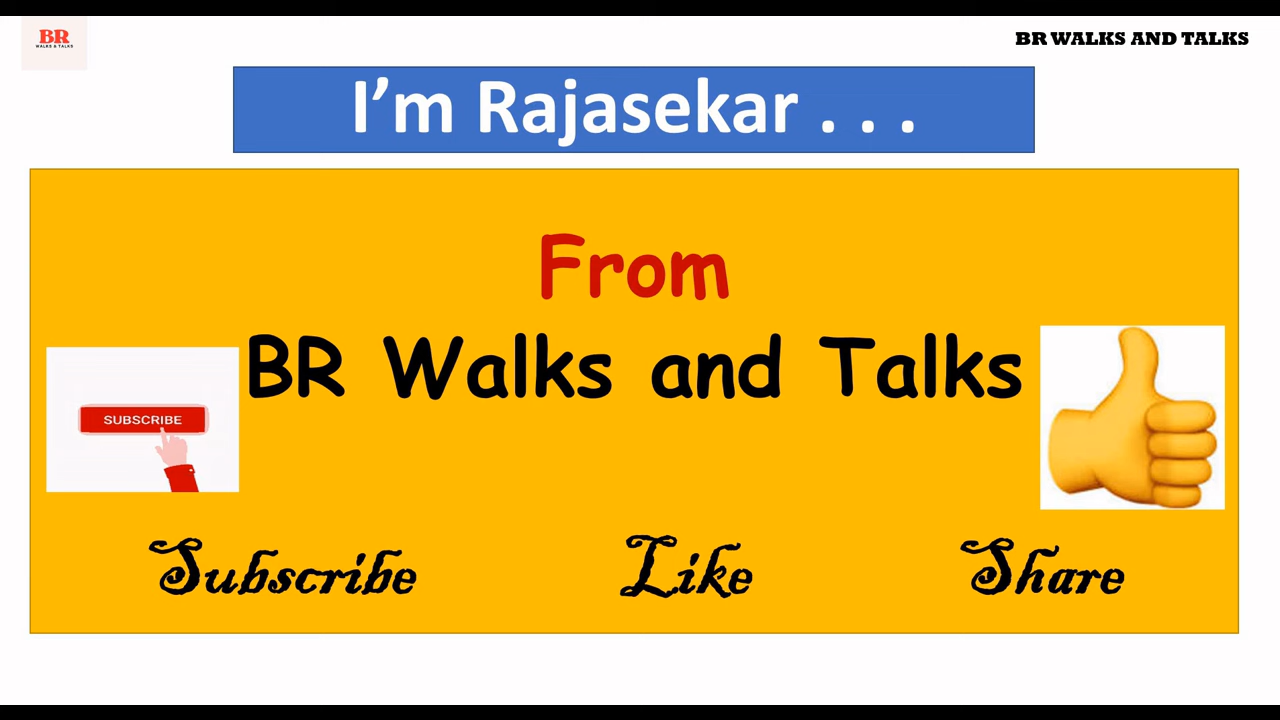 BR
WALKS & TALKS
BR WALKS AND TALKS
I'm Rajasekar . . .
From
BR Walks and Talks
SUBSCRIBE
Subscribe Like Share